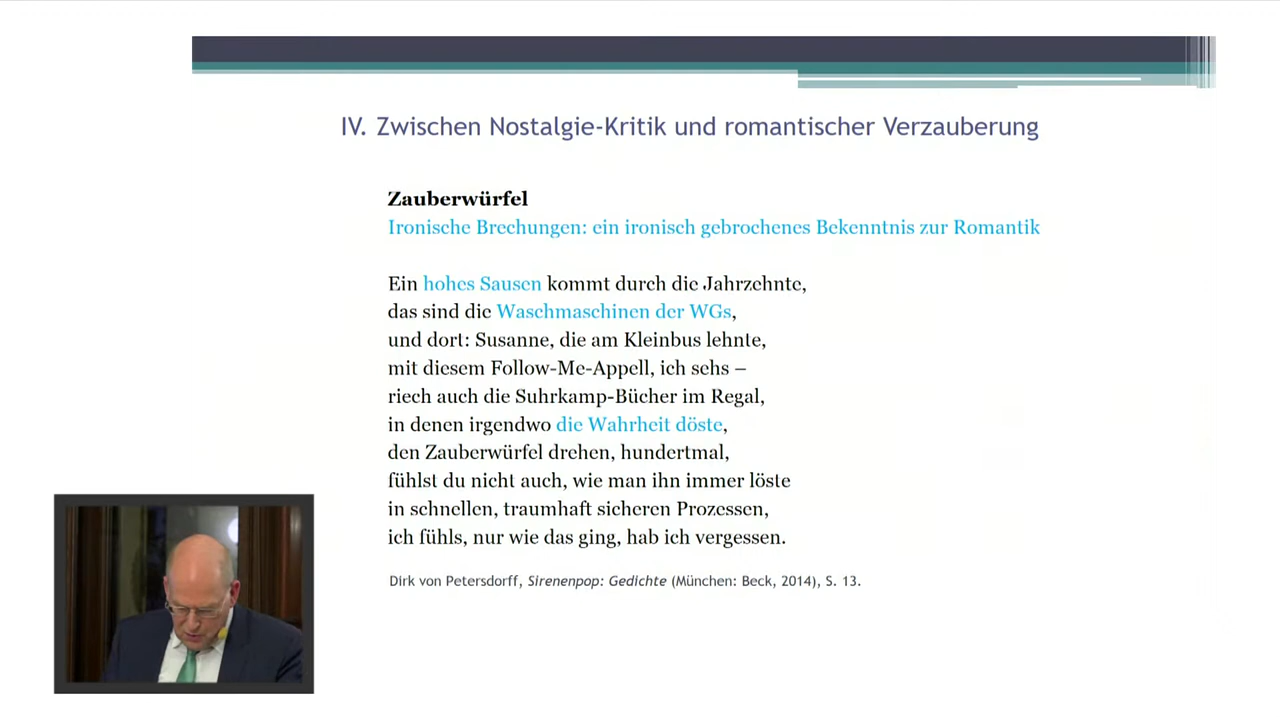 IV. Zwischen Nostalgie-Kritik und romantischer Verzauberung
Zauberwürfel
Ironische Brechungen: ein ironisch gebrochenes Bekenntnis zur Romantik
Ein hohes Sausen kommt durch die Jahrzehnte,
das sind die Waschmaschinen der WGs,
und dort: Susanne, die am Kleinbus lehnte,
mit diesem Follow-Me-Appell, ich sehs –
riech auch die Suhrkamp-Bücher im Regal,
in denen irgendwo die Wahrheit döste,
den Zauberwürfel drehen, hundertmal,
fühlst du nicht auch, wie man ihn immer löste
in schnellen, traumhaft sicheren Prozessen,
ich fühls, nur wie das ging, hab ich vergessen.
Dirk von Petersdorff, Sirenenpop: Gedichte (München: Beck, 2014), S. 13.